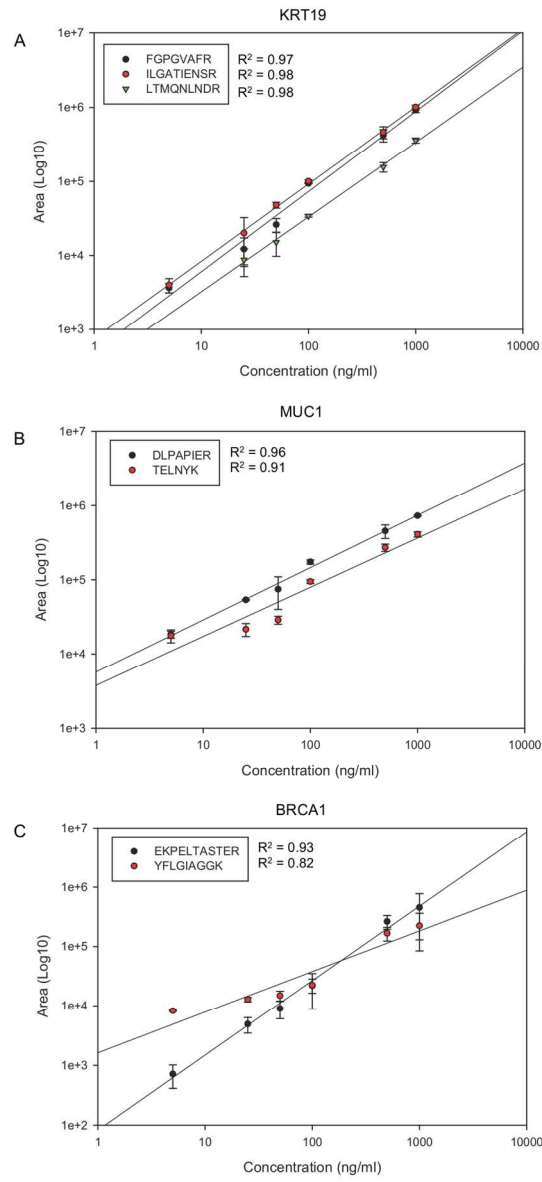 KRT19
A
1e+7
FGPGVAFR R² = 0.97
ILGATIENSR R² = 0.98
LTMQNLNDR R² = 0.98
1e+6
Area (Log10)
1e+5
1e+4
1e+3
1 10 100 1000 10000
Concentration (ng/ml)
MUC1
B
1e+7
DLPAPIER R² = 0.96
TELNYK R² = 0.91
1e+6
Area (Log10)
1e+5
1e+4
1e+3
1 10 100 1000 10000
Concentration (ng/ml)
BRCA1
C
1e+7
EKPELTASTER R² = 0.93
YFLGIAGGK R² = 0.82
1e+6
Area (Log10)
1e+5
1e+4
1e+3
1e+2
1 10 100 1000 10000
Concentration (ng/ml)